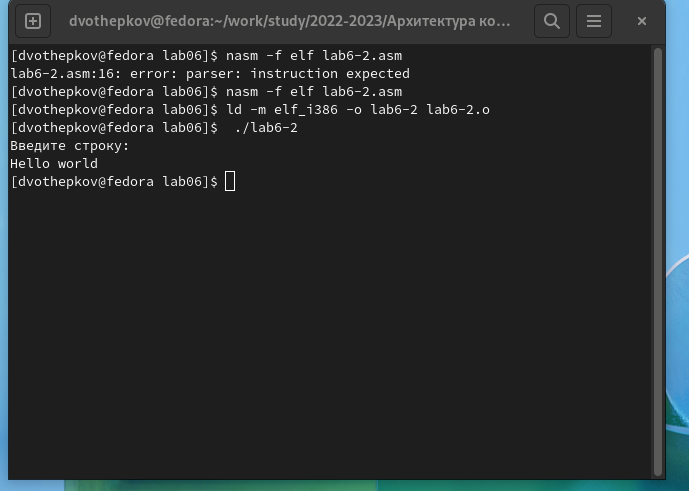 dvothepkov@fedora:~/work/study/2022-2023/Архитектура ко...
[dvothepkov@fedora lab06]$ nasm -f elf lab6-2.asm
lab6-2.asm:16: error: parser: instruction expected
[dvothepkov@fedora lab06]$ nasm -f elf lab6-2.asm
[dvothepkov@fedora lab06]$ ld -m elf_i386 -o lab6-2 lab6-2.o
[dvothepkov@fedora lab06]$  ./lab6-2
Введите строку:
Hello world
[dvothepkov@fedora lab06]$